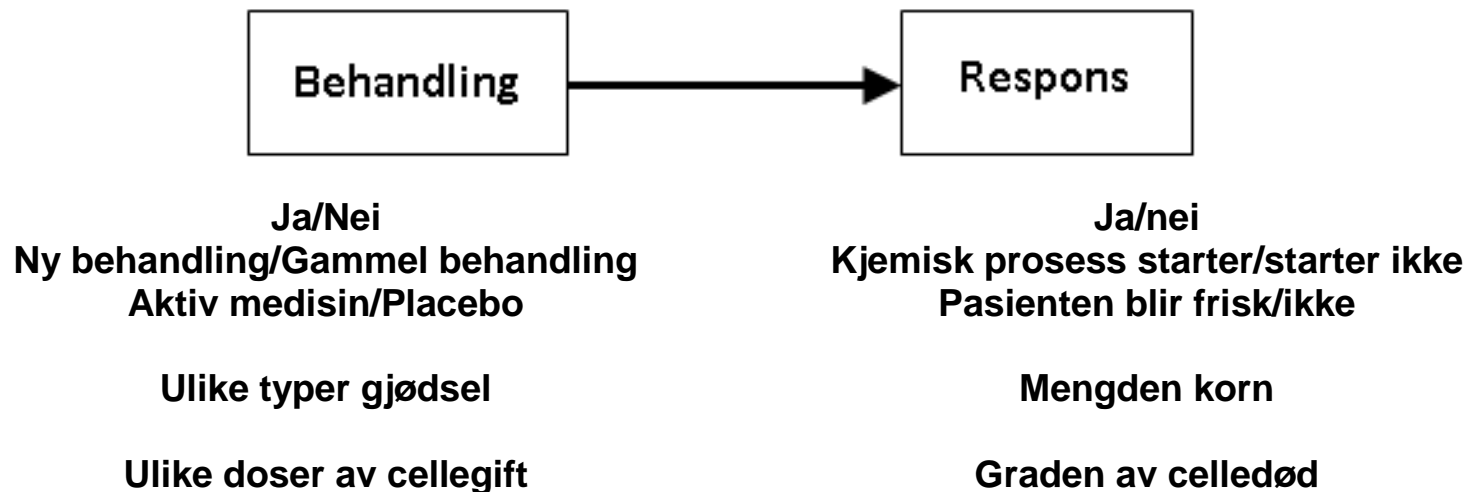 Behandling
Respons
Ja/Nei
Ny behandling/Gammel behandling
Aktiv medisin/Placebo
Ulike typer gjødsel
Ulike doser av cellegift
Ja/nei
Kjemisk prosess starter/starter ikke
Pasienten blir frisk/ikke
Mengden korn
Graden av celledød